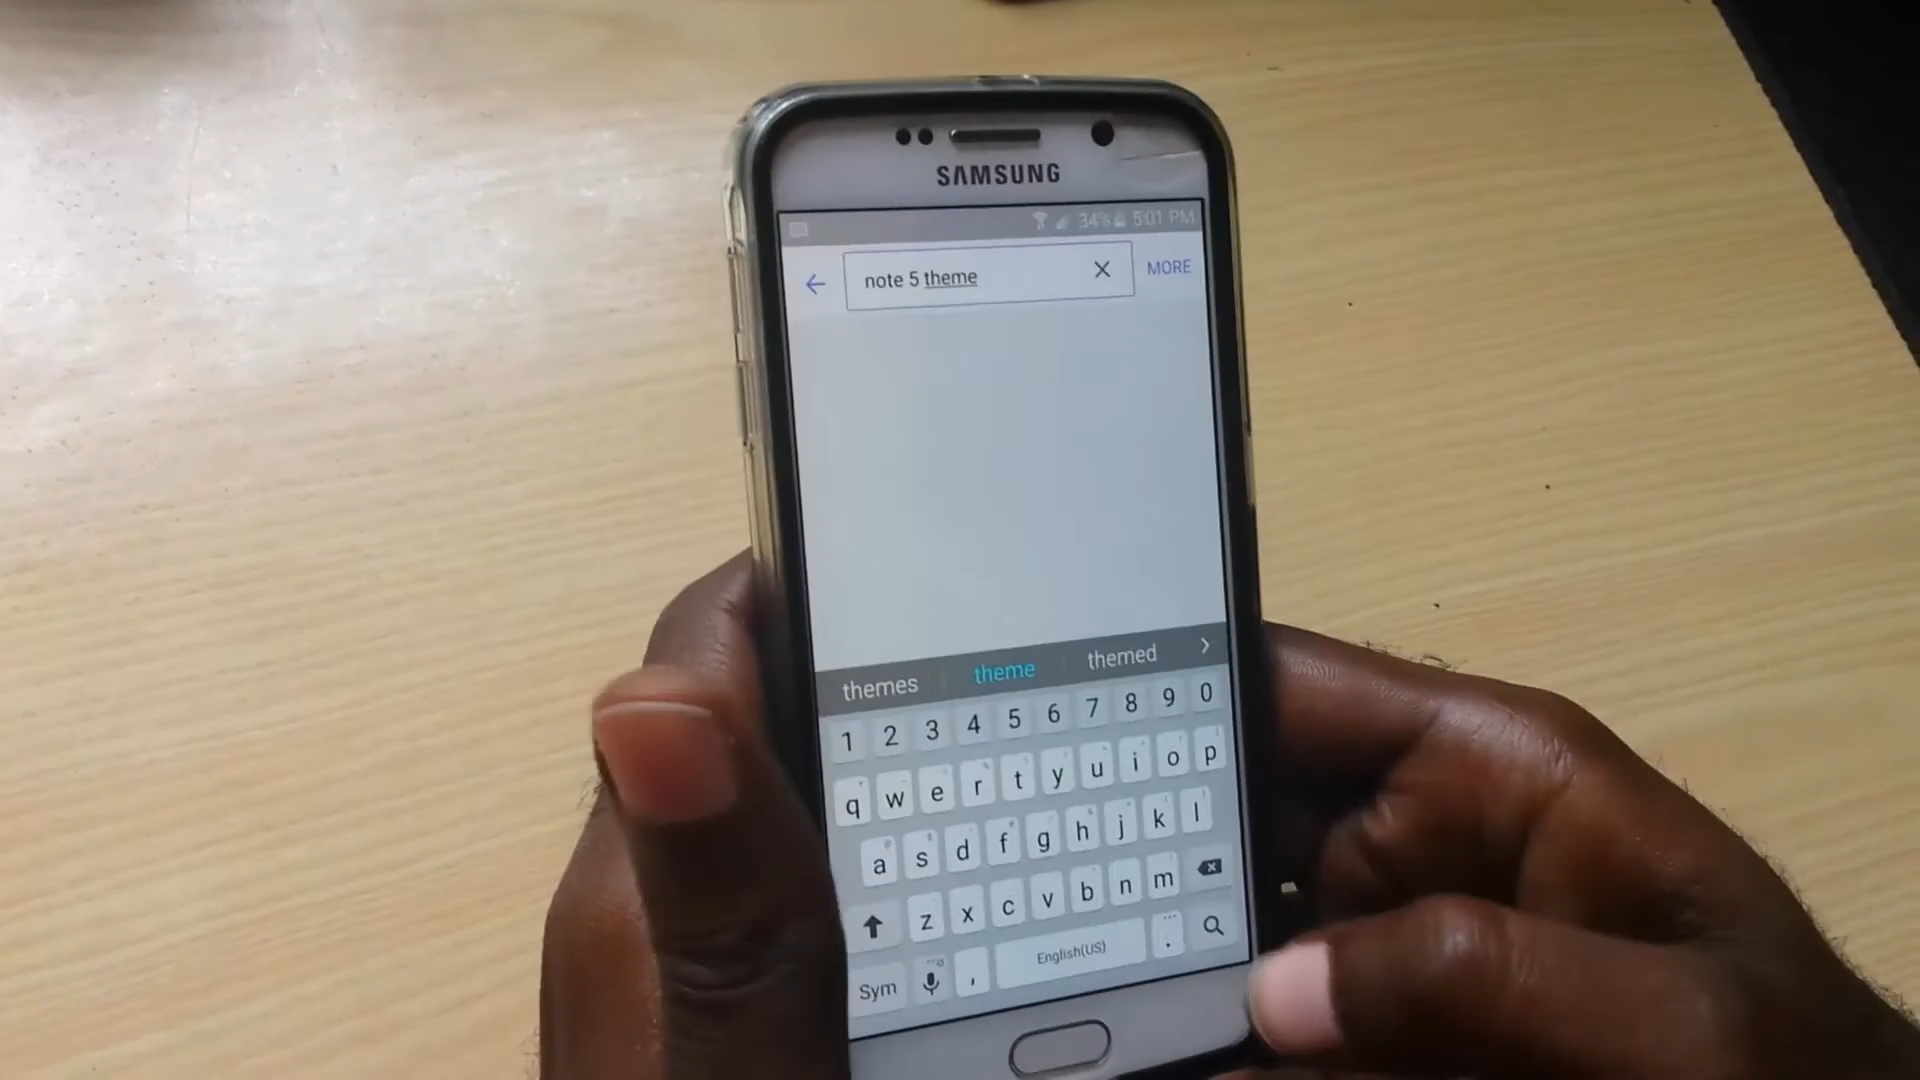 SAMSUNG
34% 5:01 PM
note 5 theme
MORE
themes theme themed
1 2 3 4 5 6 7 8 9 0
q w e r t y u i o p
a s d f g h j k l
z x c v b n m
Sym , English(US) .